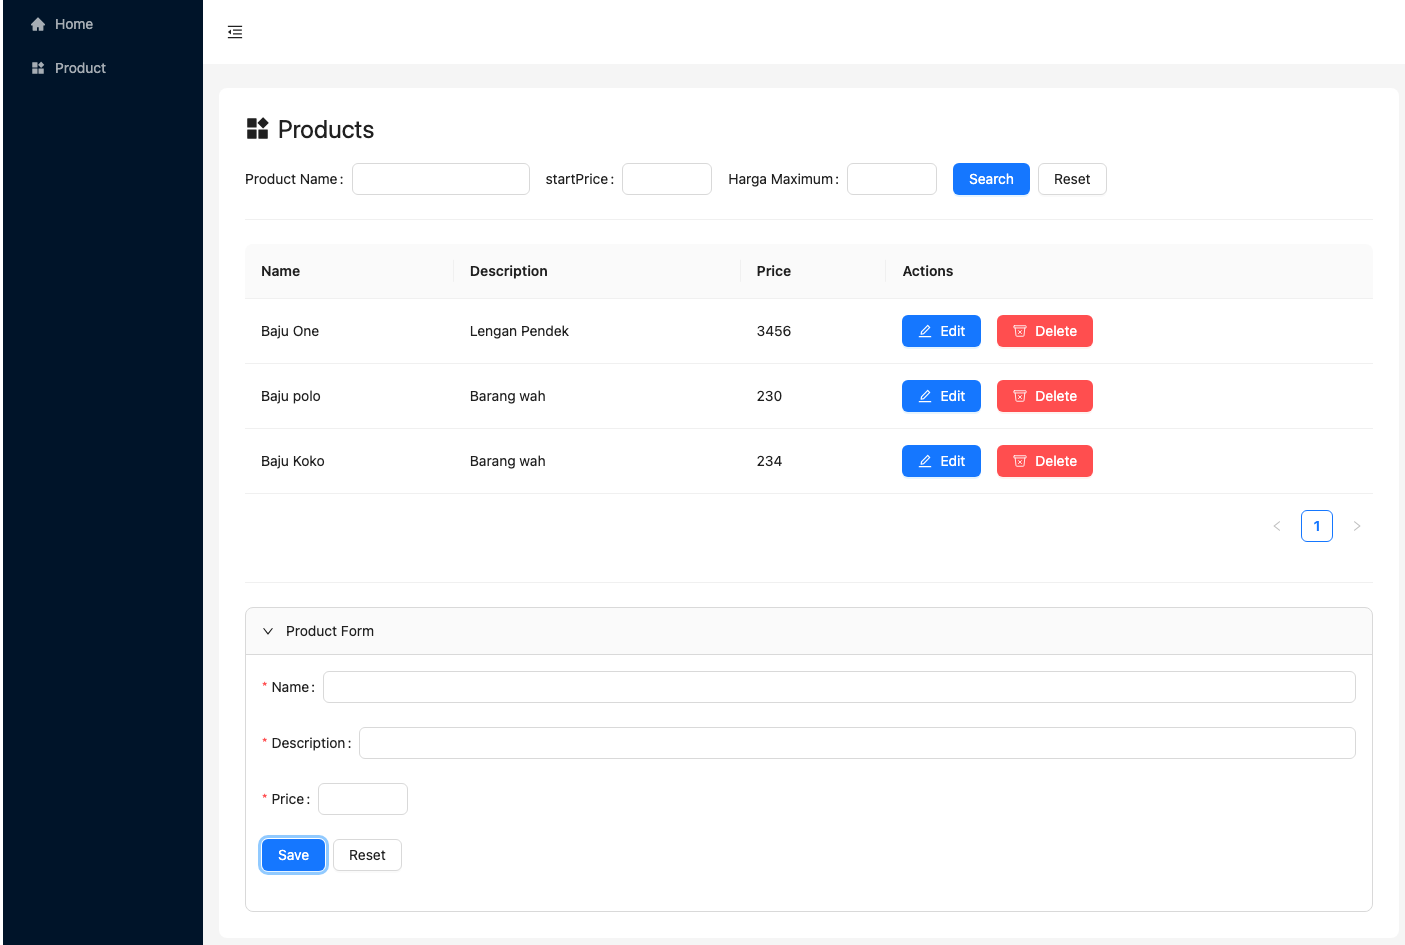 Home
Product
Products
Product Name: startPrice: Harga Maximum: Search Reset
Name Description Price Actions
Baju One Lengan Pendek 3456 Edit Delete
Baju polo Barang wah 230 Edit Delete
Baju Koko Barang wah 234 Edit Delete
< 1 >
Product Form
* Name:
* Description:
* Price:
Save Reset